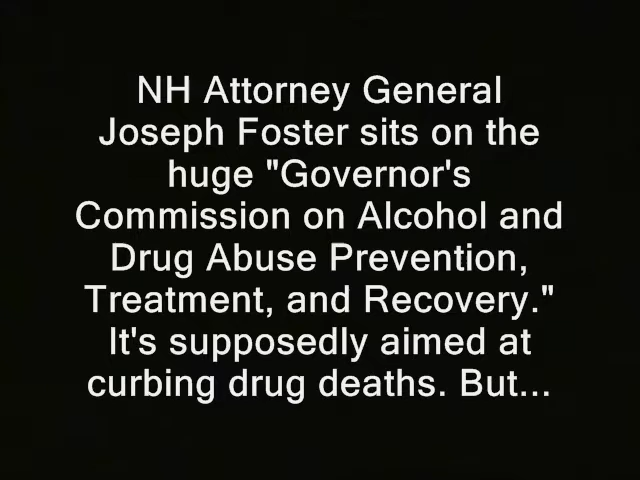 NH Attorney General
Joseph Foster sits on the
huge "Governor's
Commission on Alcohol and
Drug Abuse Prevention,
Treatment, and Recovery."
It's supposedly aimed at
curbing drug deaths. But...